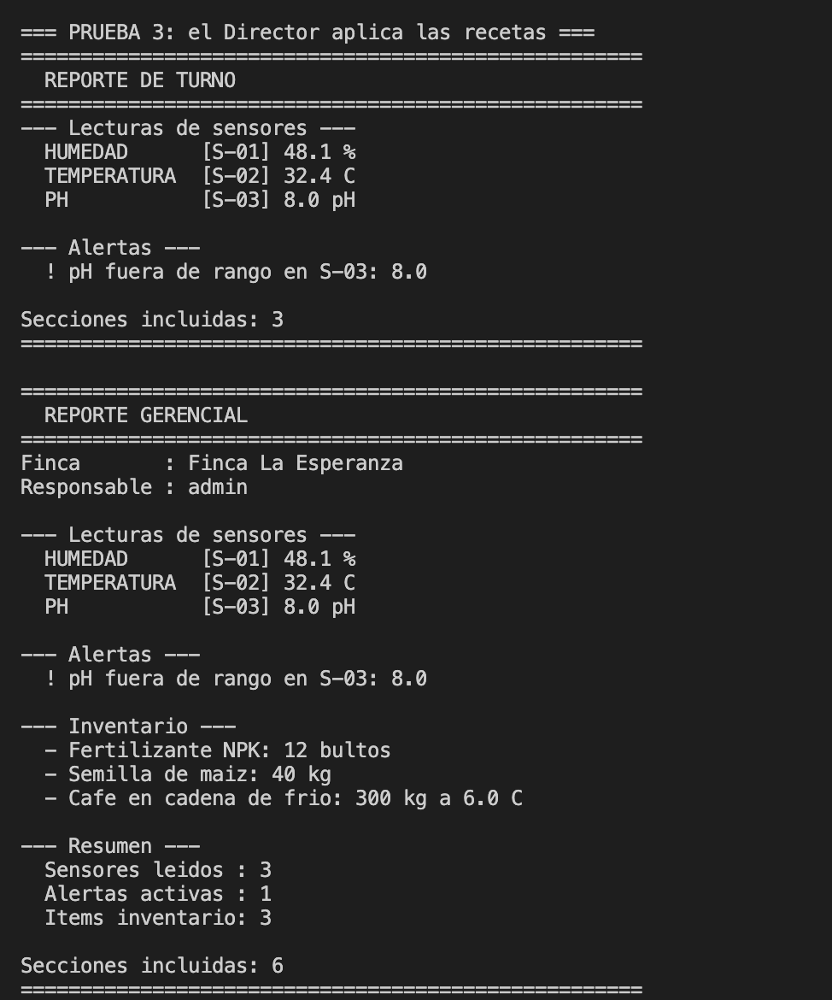 === PRUEBA 3: el Director aplica las recetas ===
====================================================
  REPORTE DE TURNO
====================================================
--- Lecturas de sensores ---
  HUMEDAD      [S-01] 48.1 %
  TEMPERATURA  [S-02] 32.4 C
  PH           [S-03] 8.0 pH

--- Alertas ---
  ! pH fuera de rango en S-03: 8.0

Secciones incluidas: 3
====================================================

====================================================
  REPORTE GERENCIAL
====================================================
Finca       : Finca La Esperanza
Responsable : admin

--- Lecturas de sensores ---
  HUMEDAD      [S-01] 48.1 %
  TEMPERATURA  [S-02] 32.4 C
  PH           [S-03] 8.0 pH

--- Alertas ---
  ! pH fuera de rango en S-03: 8.0

--- Inventario ---
  - Fertilizante NPK: 12 bultos
  - Semilla de maiz: 40 kg
  - Cafe en cadena de frio: 300 kg a 6.0 C

--- Resumen ---
  Sensores leidos : 3
  Alertas activas : 1
  Items inventario: 3

Secciones incluidas: 6
====================================================